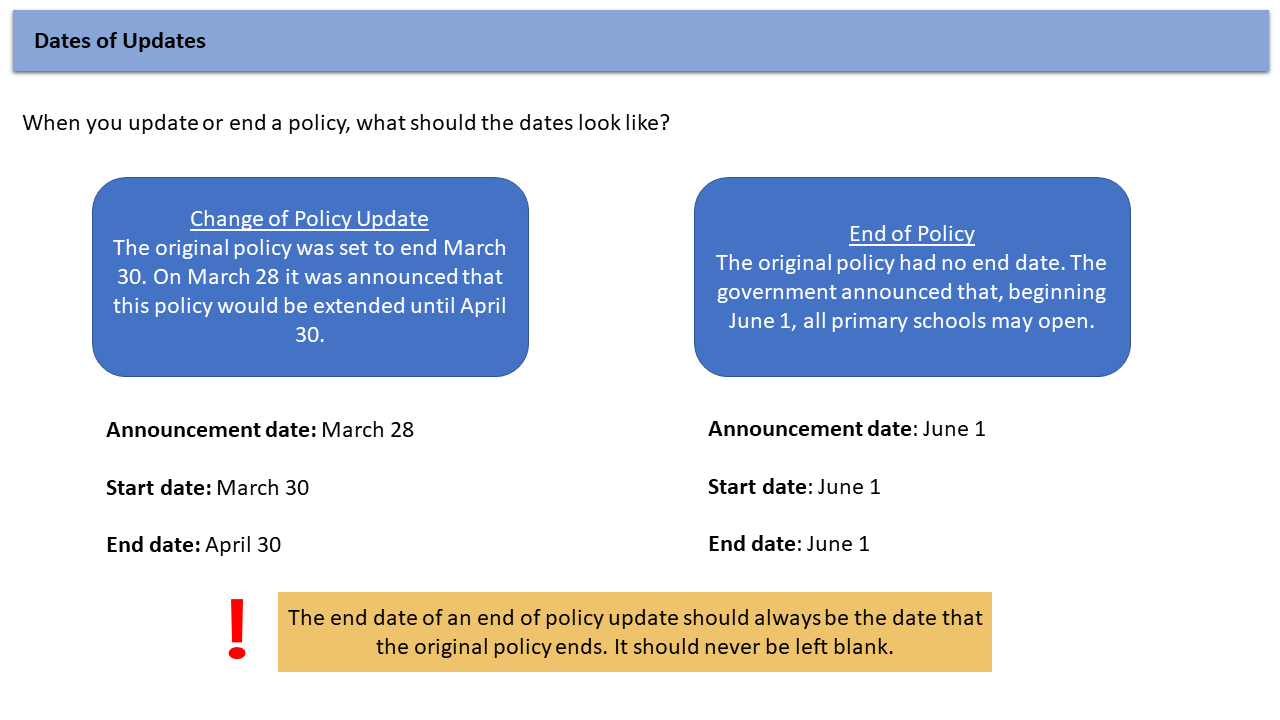 Dates of Updates
When you update or end a policy, what should the dates look like?
Change of Policy Update
The original policy was set to end March
30. On March 28 it was announced that
this policy would be extended until April
30.
End of Policy
The original policy had no end date. The
government announced that, beginning
June 1, all primary schools may open.
Announcement date: March 28
Start date: March 30
End date: April 30
Announcement date: June 1
Start date: June 1
End date: June 1
!
The end date of an end of policy update should always be the date that
the original policy ends. It should never be left blank.